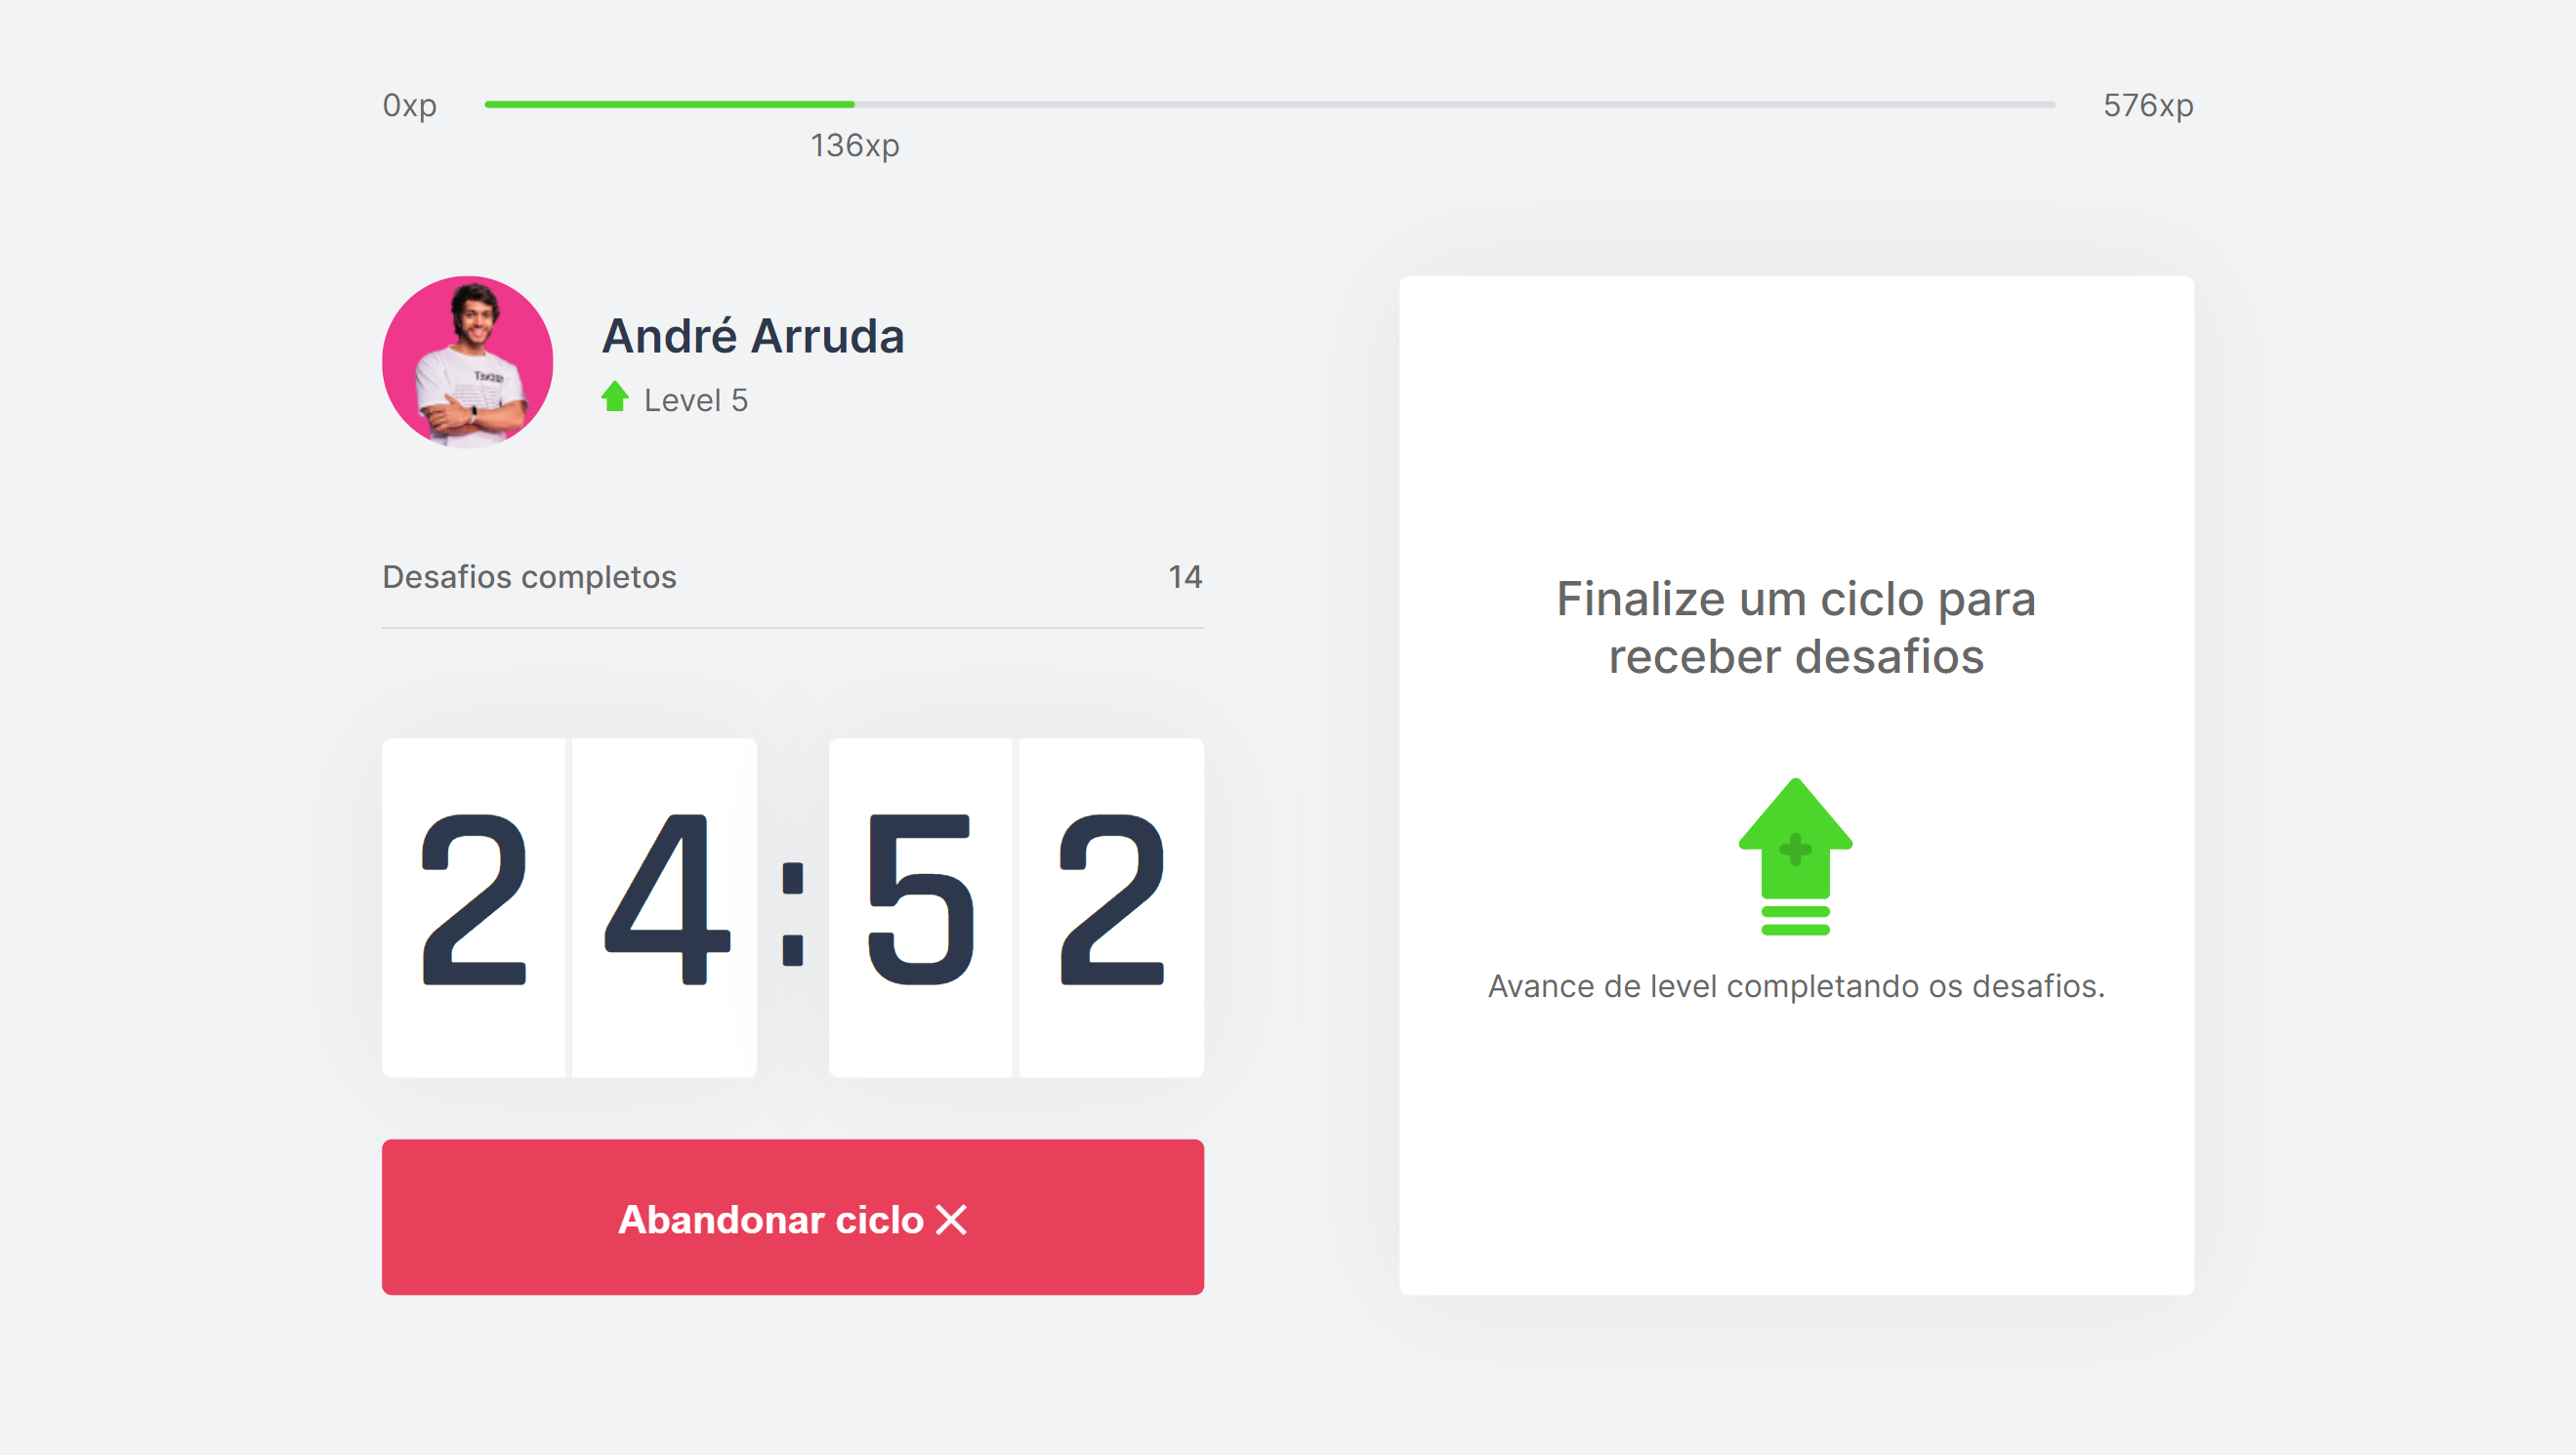 0xp
576xp
136xp
André Arruda
Level 5
Desafios completos 14
24:52
Abandonar ciclo
Finalize um ciclo para
receber desafios
Avance de level completando os desafios.